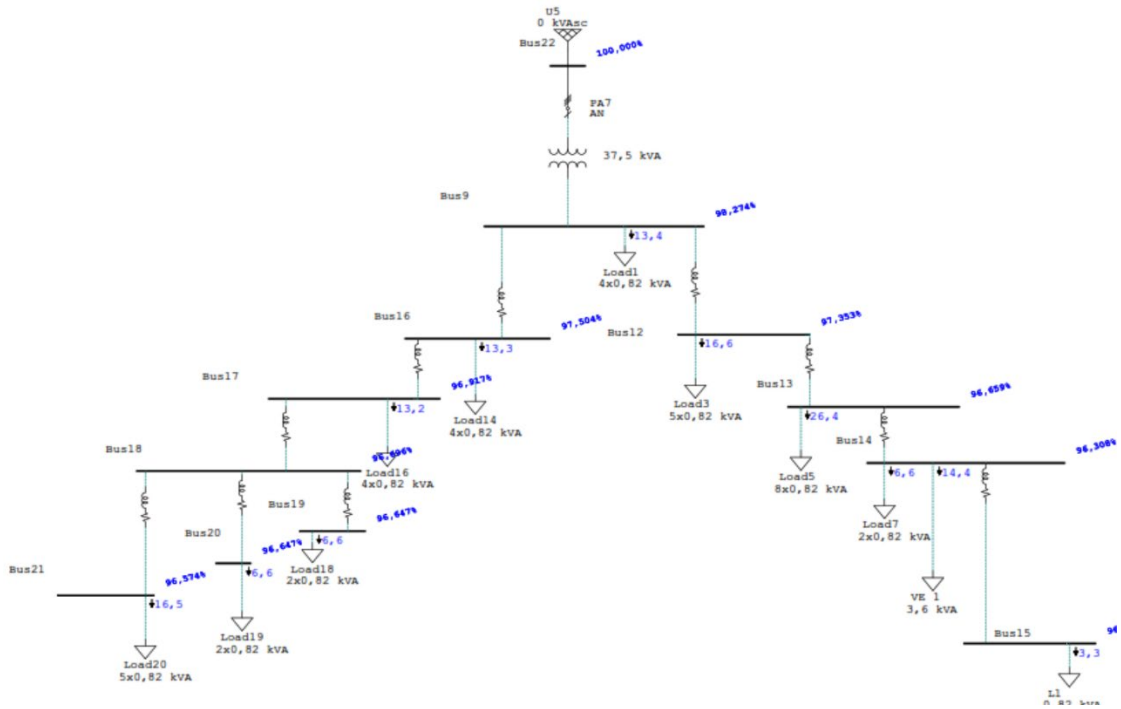 U5
0 kVAsc
Bus22
100,000%
FA7
AN
37,5 kVA
Bus9
98,274%
13,4
Load1
4x0,82 kVA
Bus16
97,504%
13,3
Load14
4x0,82 kVA
Bus12
97,353%
16,6
Load3
5x0,82 kVA
Bus17
96,917%
13,2
Load16
4x0,82 kVA
Bus13
96,659%
26,4
Load5
8x0,82 kVA
Bus14
96,308%
6,6
14,4
Load7
2x0,82 kVA
VE 1
3,6 kVA
Bus18
Bus19
96,647%
6,6
Load18
2x0,82 kVA
Bus20
96,647%
6,6
Load19
2x0,82 kVA
Bus21
96,574%
16,5
Load20
5x0,82 kVA
Bus15
96
3,3
L1
0,82 kVA